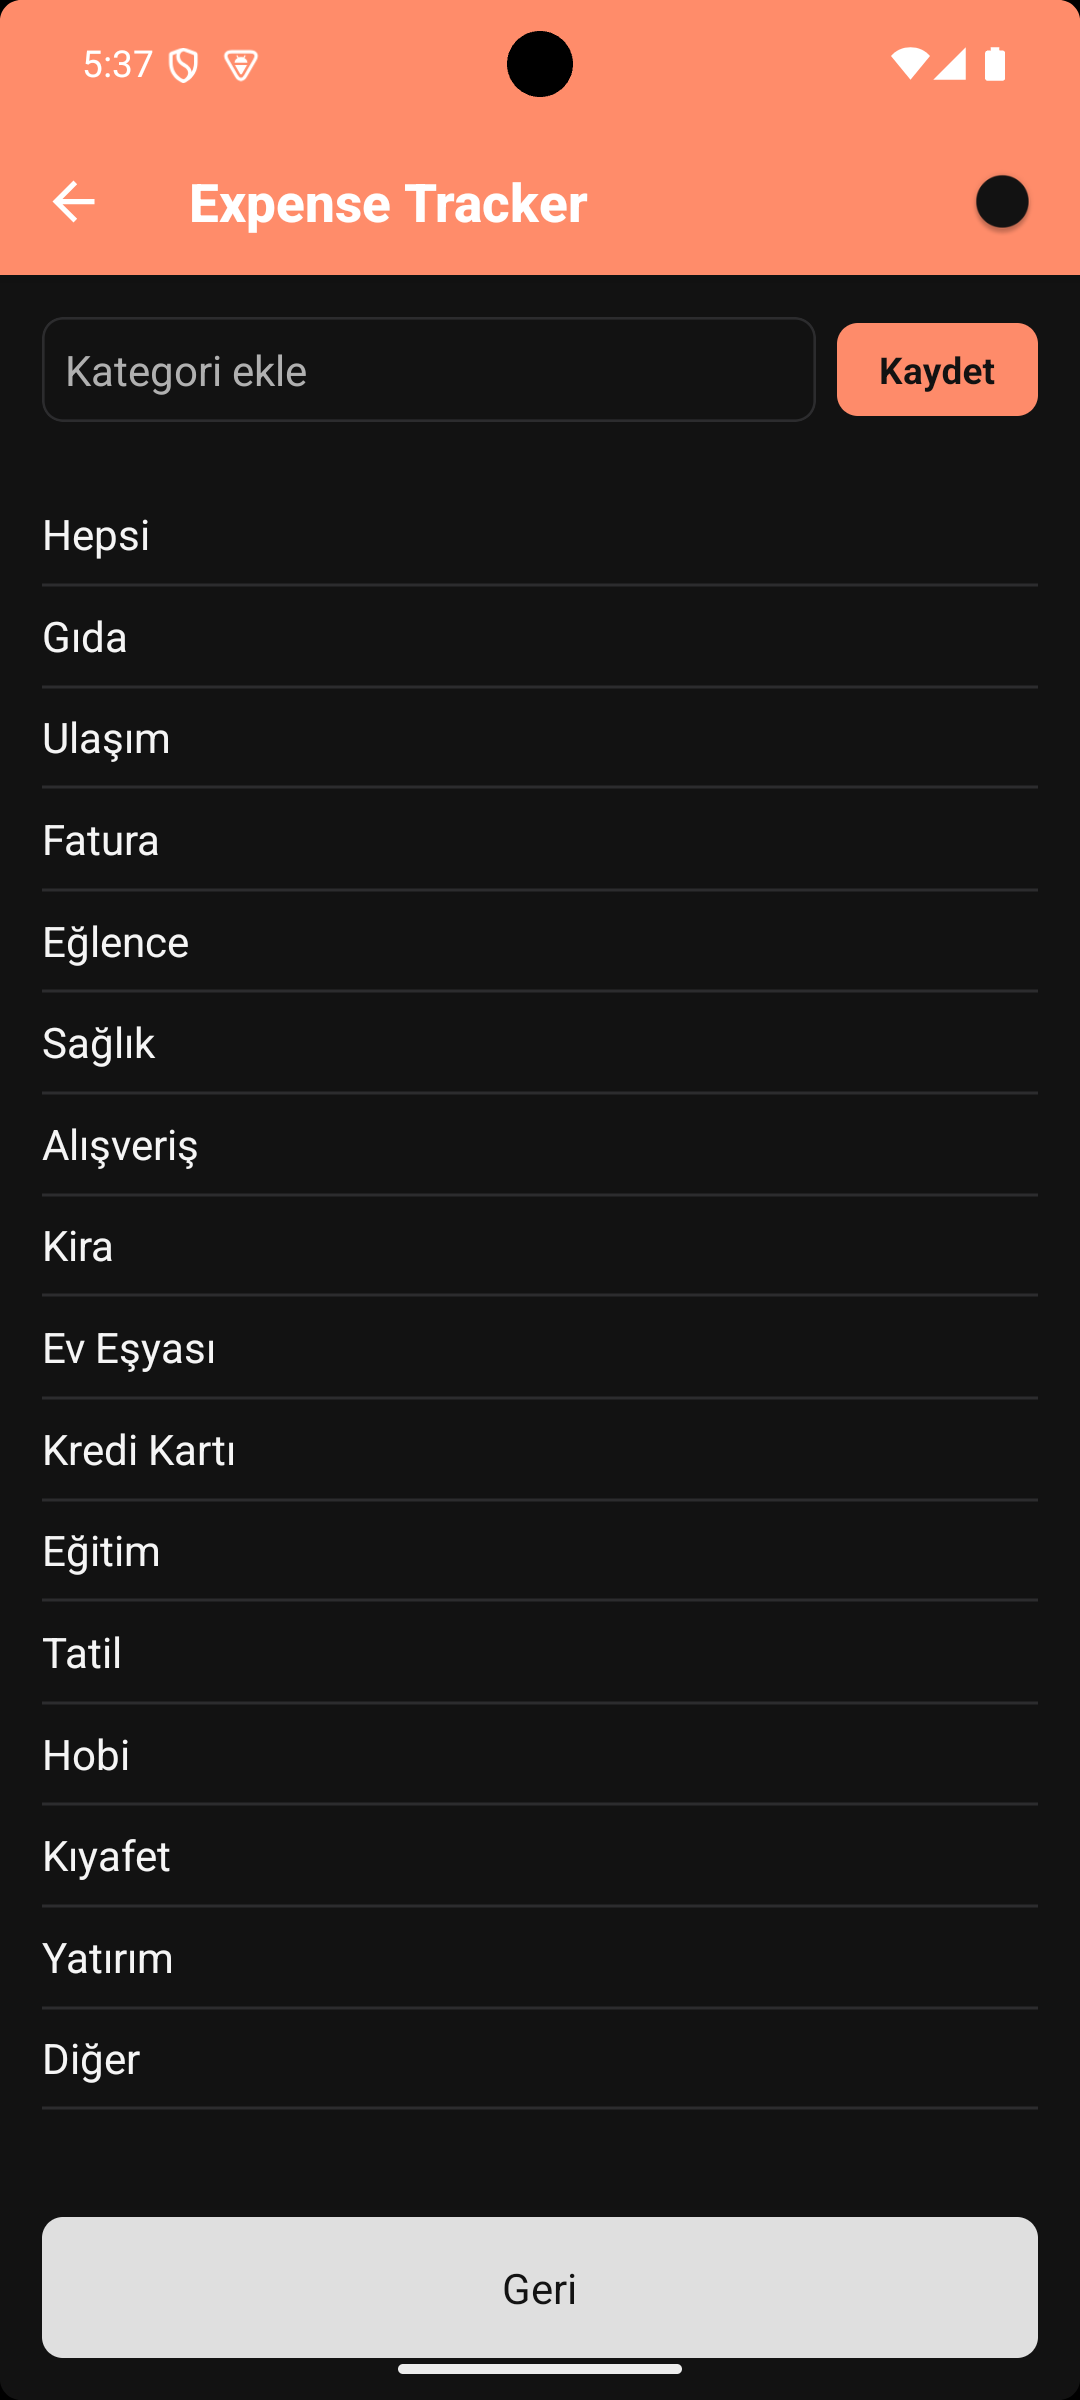 5:37
Expense Tracker
Kategori ekle
Kaydet
Hepsi
Gıda
Ulaşım
Fatura
Eğlence
Sağlık
Alışveriş
Kira
Ev Eşyası
Kredi Kartı
Eğitim
Tatil
Hobi
Kıyafet
Yatırım
Diğer
Geri